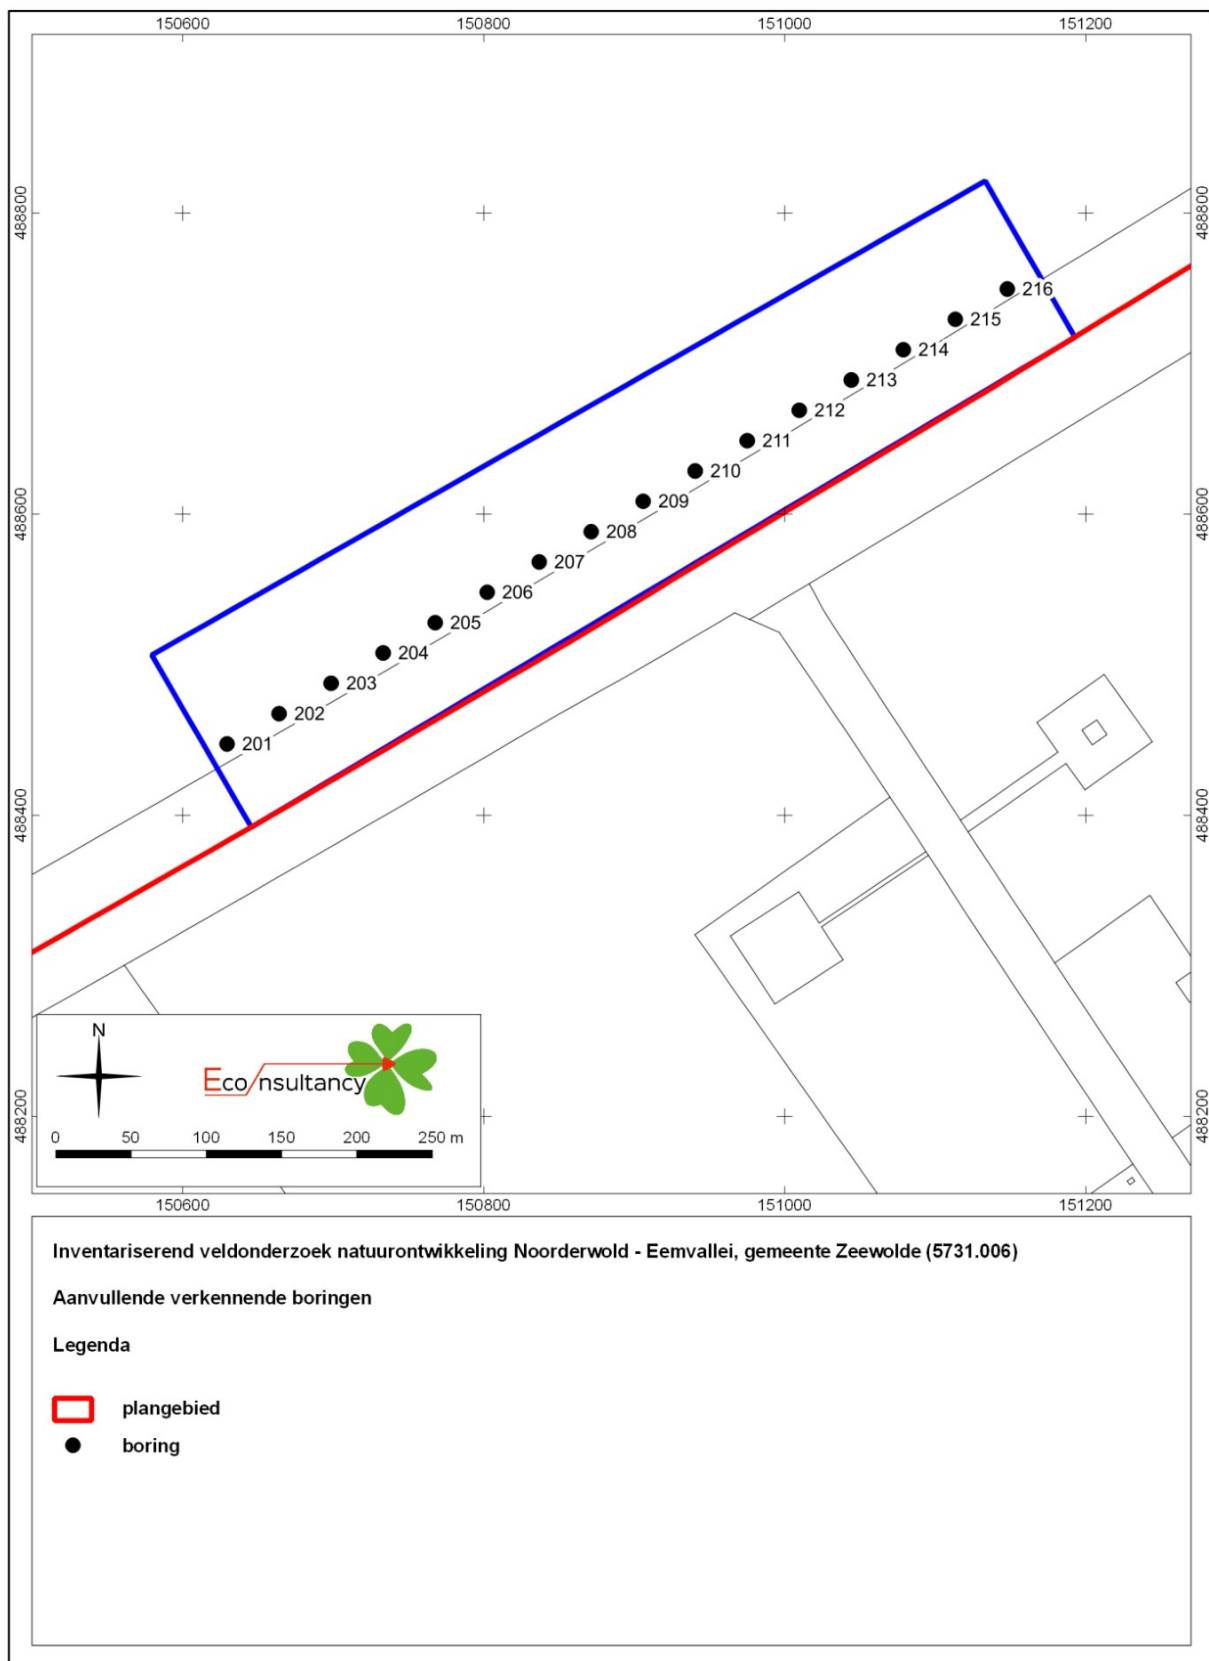 150600 150800 151000 151200
488800 488800
216
215
214
213
212
211
210
209
208
207
206
205
204
203
202
201
488600 488600
488400 488400
488200 488200
N
Econsultancy
0 50 100 150 200 250 m
150600 150800 151000 151200
Inventariserend veldonderzoek natuurontwikkeling Noorderwold - Eemvallei, gemeente Zeewolde (5731.006)
Aanvullende verkennende boringen
Legenda
plangebied
boring